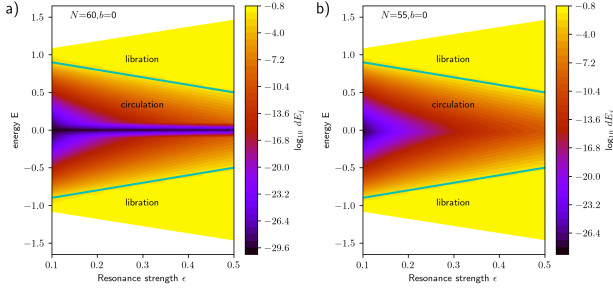 a)
N=60,b=0
energy E
1.5
1.0
0.5
0.0
−0.5
−1.0
−1.5
libration
circulation
libration
0.1
0.2
0.3
0.4
0.5
Resonance strength ϵ
−0.8
−4.0
−7.2
−10.4
−13.6
−16.8
−20.0
−23.2
−26.4
−29.6
log₁₀ dEⱼ
b)
N=55,b=0
energy E
1.5
1.0
0.5
0.0
−0.5
−1.0
−1.5
libration
circulation
libration
0.1
0.2
0.3
0.4
0.5
Resonance strength ϵ
−0.8
−4.0
−7.2
−10.4
−13.6
−16.8
−20.0
−23.2
−26.4
log₁₀ dEⱼ